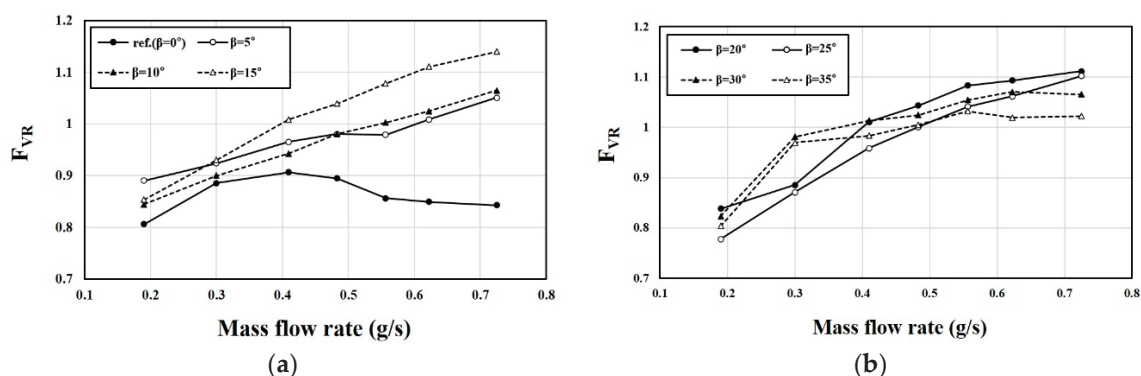 1.2
1.1
1
0.9
0.8
0.7
F_VR
ref.(β=0°) β=5°
β=10° β=15°
0.1 0.2 0.3 0.4 0.5 0.6 0.7 0.8
Mass flow rate (g/s)
(a)
1.2
1.1
1
0.9
0.8
0.7
F_VR
β=20° β=25°
β=30° β=35°
0.1 0.2 0.3 0.4 0.5 0.6 0.7 0.8
Mass flow rate (g/s)
(b)